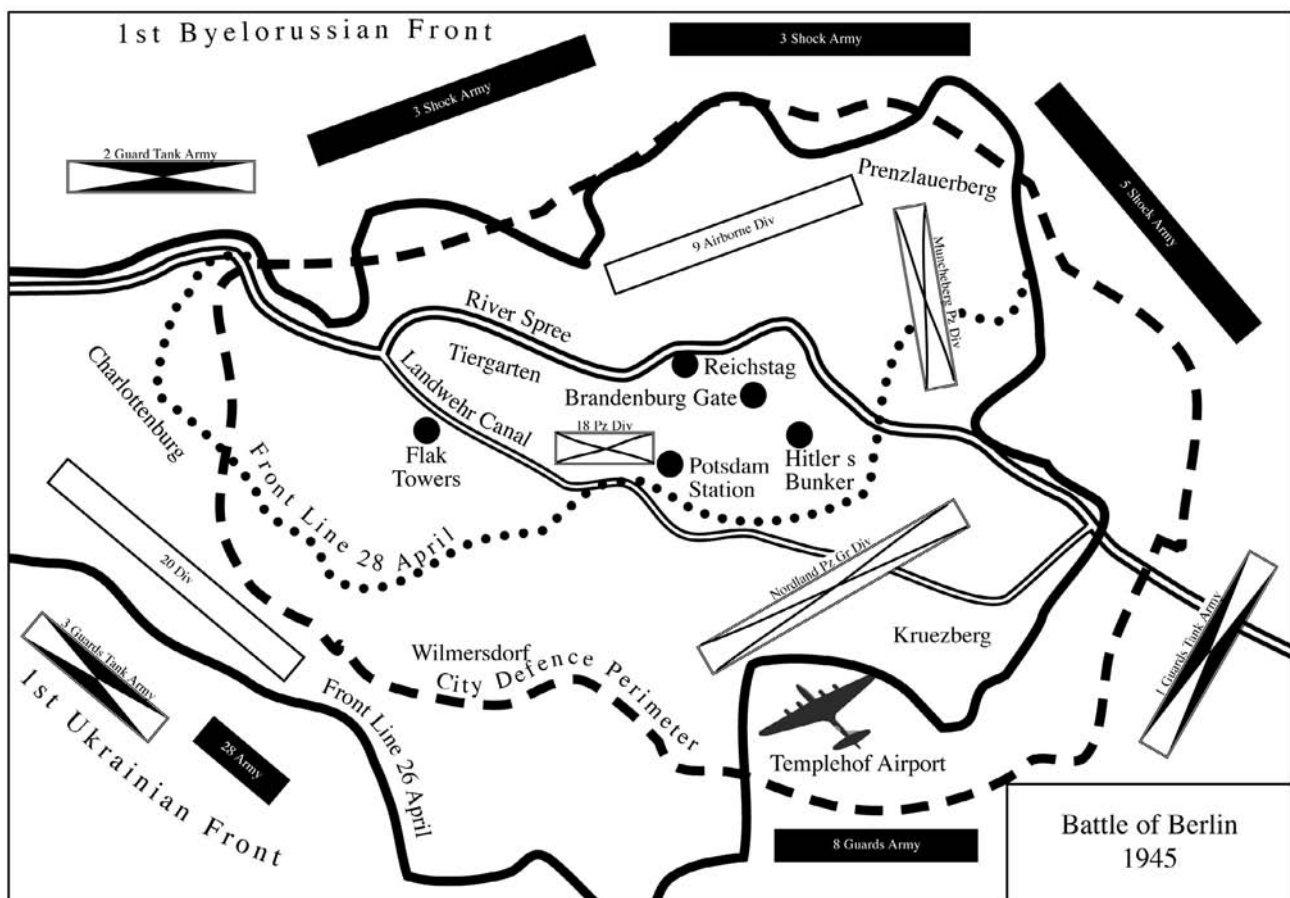 1st Byelorussian Front
3 Shock Army
3 Shock Army
2 Guard Tank Army
5 Shock Army
Prenzlauerberg
9 Airborne Div
Muncheberg Pz Div
River Spree
Tiergarten
Landwehr Canal
Reichstag
Brandenburg Gate
Charlottenburg
18 Pz Div
Flak
Towers
Potsdam
Station
Hitler s
Bunker
Front Line 28 April
20 Div
Nordland Pz Gr Div
Kruezberg
1 Guards Tank Army
3 Guards Tank Army
Wilmersdorf
City Defence Perimeter
1st Ukrainian Front
28 Army
Front Line 26 April
Templehof Airport
8 Guards Army
Battle of Berlin
1945